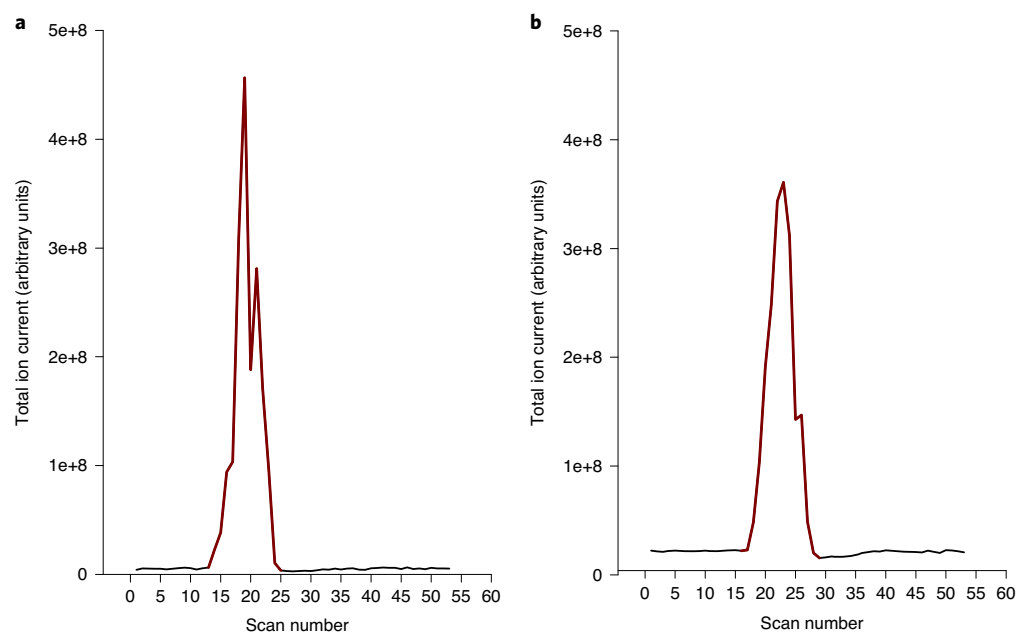 a
5e+8
4e+8
3e+8
2e+8
1e+8
0
Total ion current (arbitrary units)
0 5 10 15 20 25 30 35 40 45 50 55 60
Scan number
b
5e+8
4e+8
3e+8
2e+8
1e+8
0
Total ion current (arbitrary units)
0 5 10 15 20 25 30 35 40 45 50 55 60
Scan number